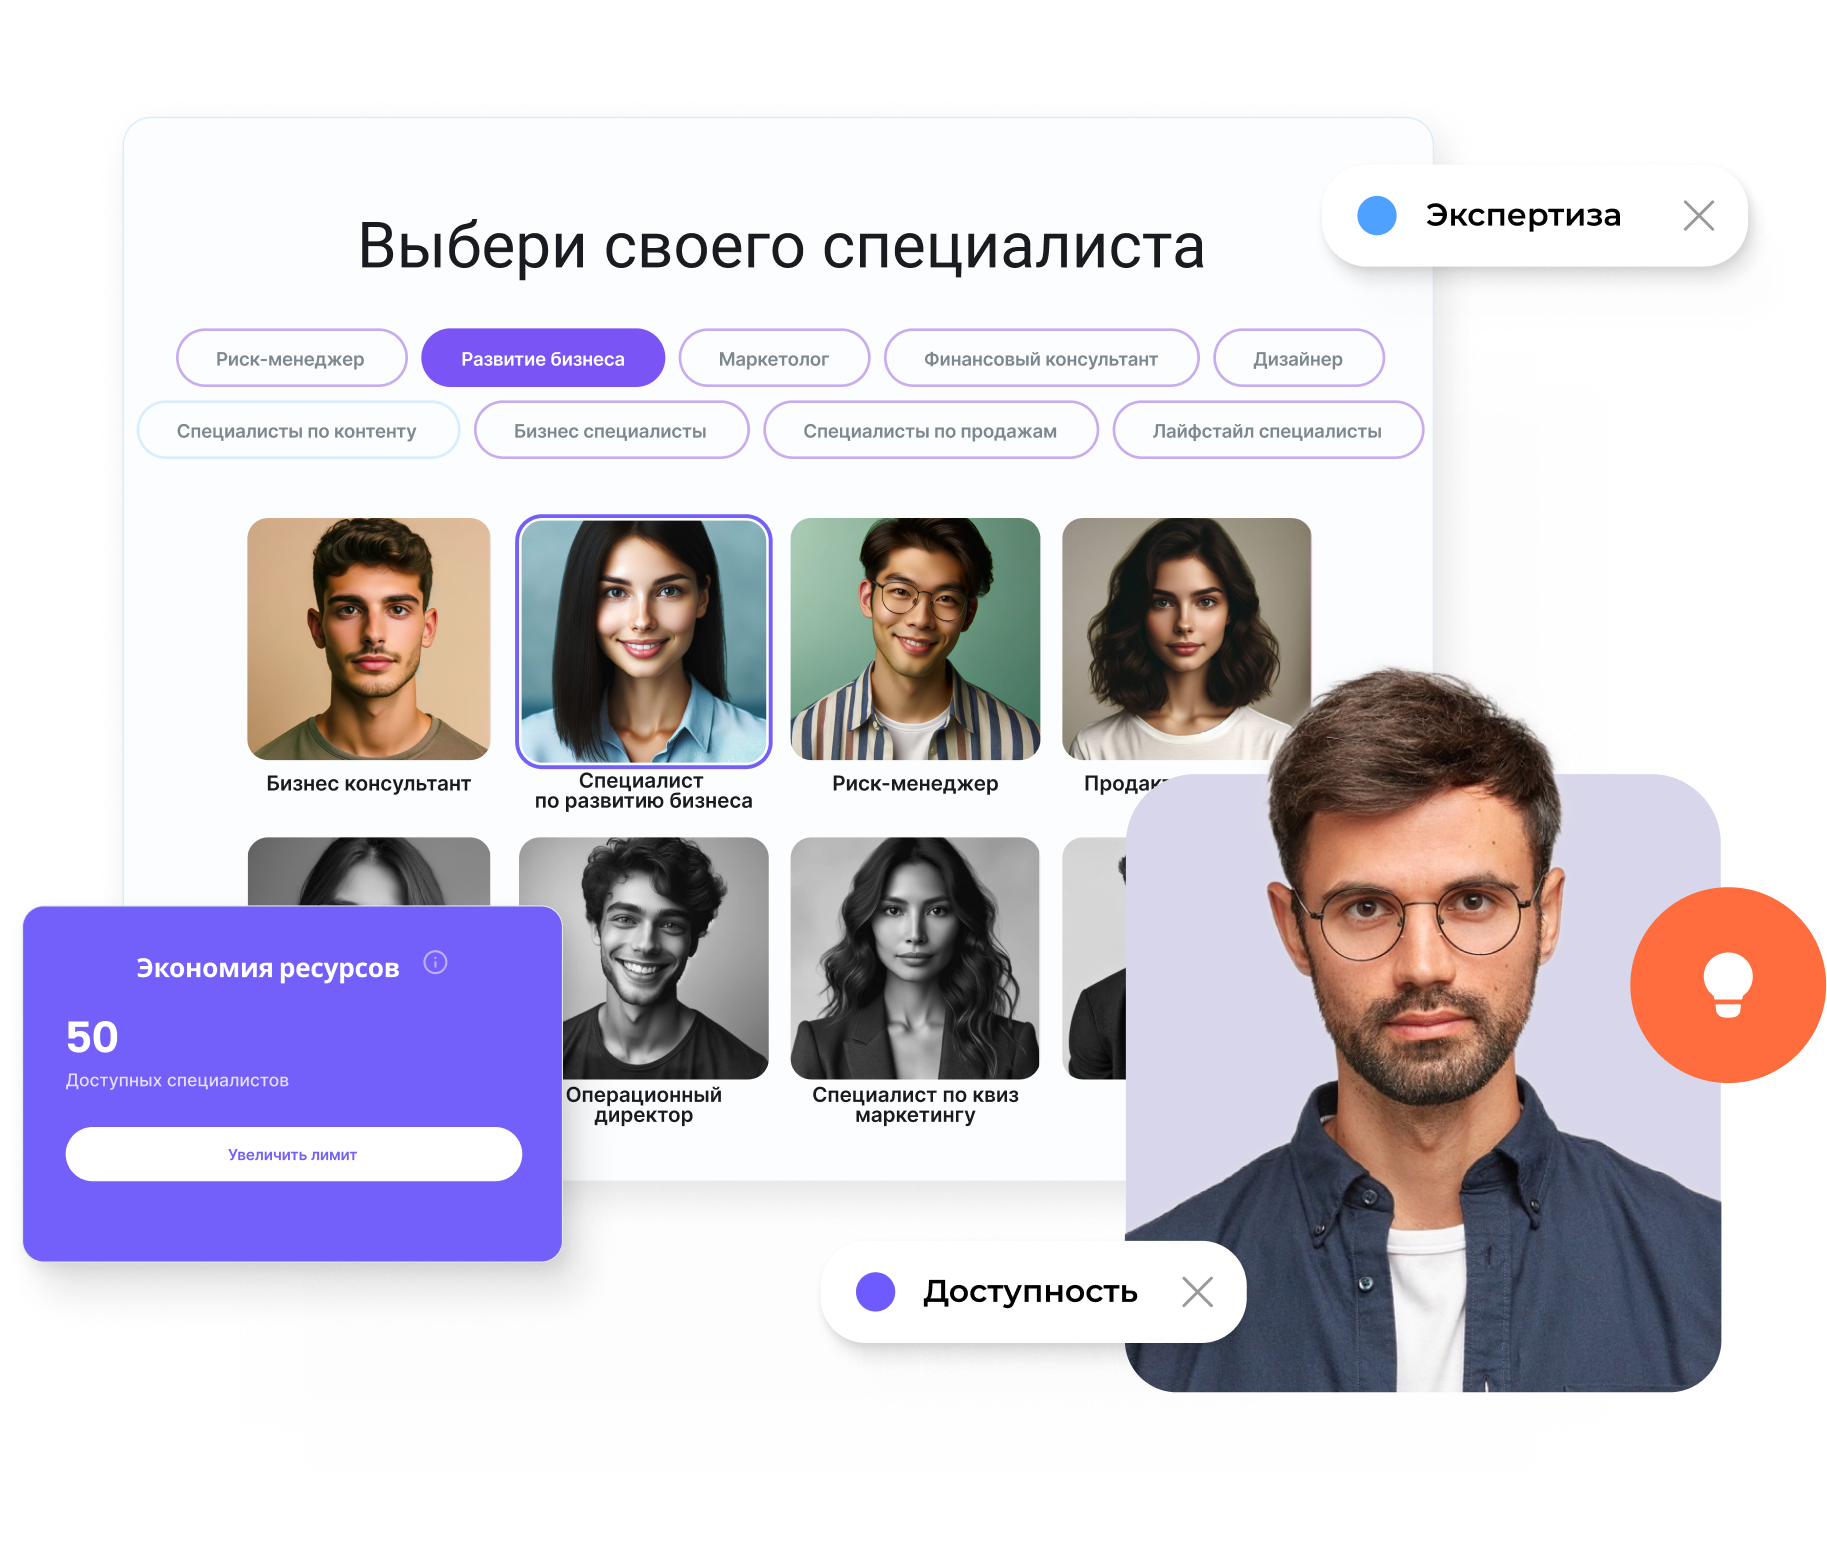 Экспертиза
Выбери своего специалиста
Риск-менеджер
Развитие бизнеса
Маркетолог
Финансовый консультант
Дизайнер
Специалисты по контенту
Бизнес специалисты
Специалисты по продажам
Лайфстайл специалисты
Бизнес консультант
Специалист
по развитию бизнеса
Риск-менеджер
Экономия ресурсов
50
Доступных специалистов
Увеличить лимит
Операционный
директор
Специалист по квиз
маркетингу
Доступность